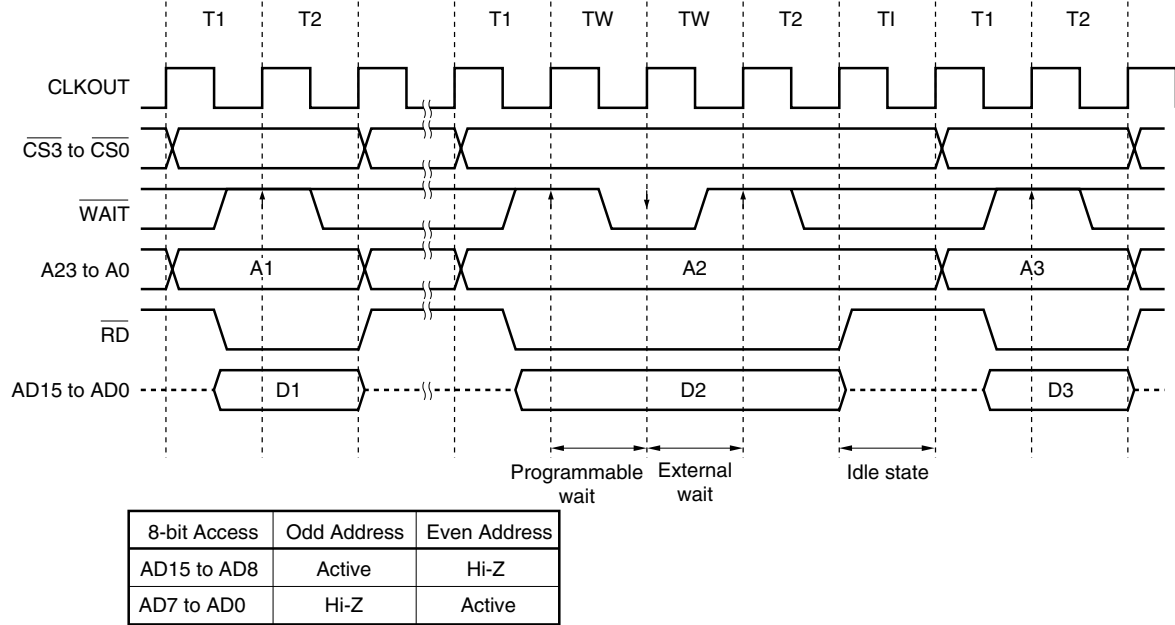 T1 T2 T1 TW TW T2 TI T1 T2
CLKOUT
CS3 to CS0
WAIT
A23 to A0 A1 A2 A3
RD
AD15 to AD0 D1 D2 D3
Programmable wait External wait Idle state
8-bit Access Odd Address Even Address
AD15 to AD8 Active Hi-Z
AD7 to AD0 Hi-Z Active